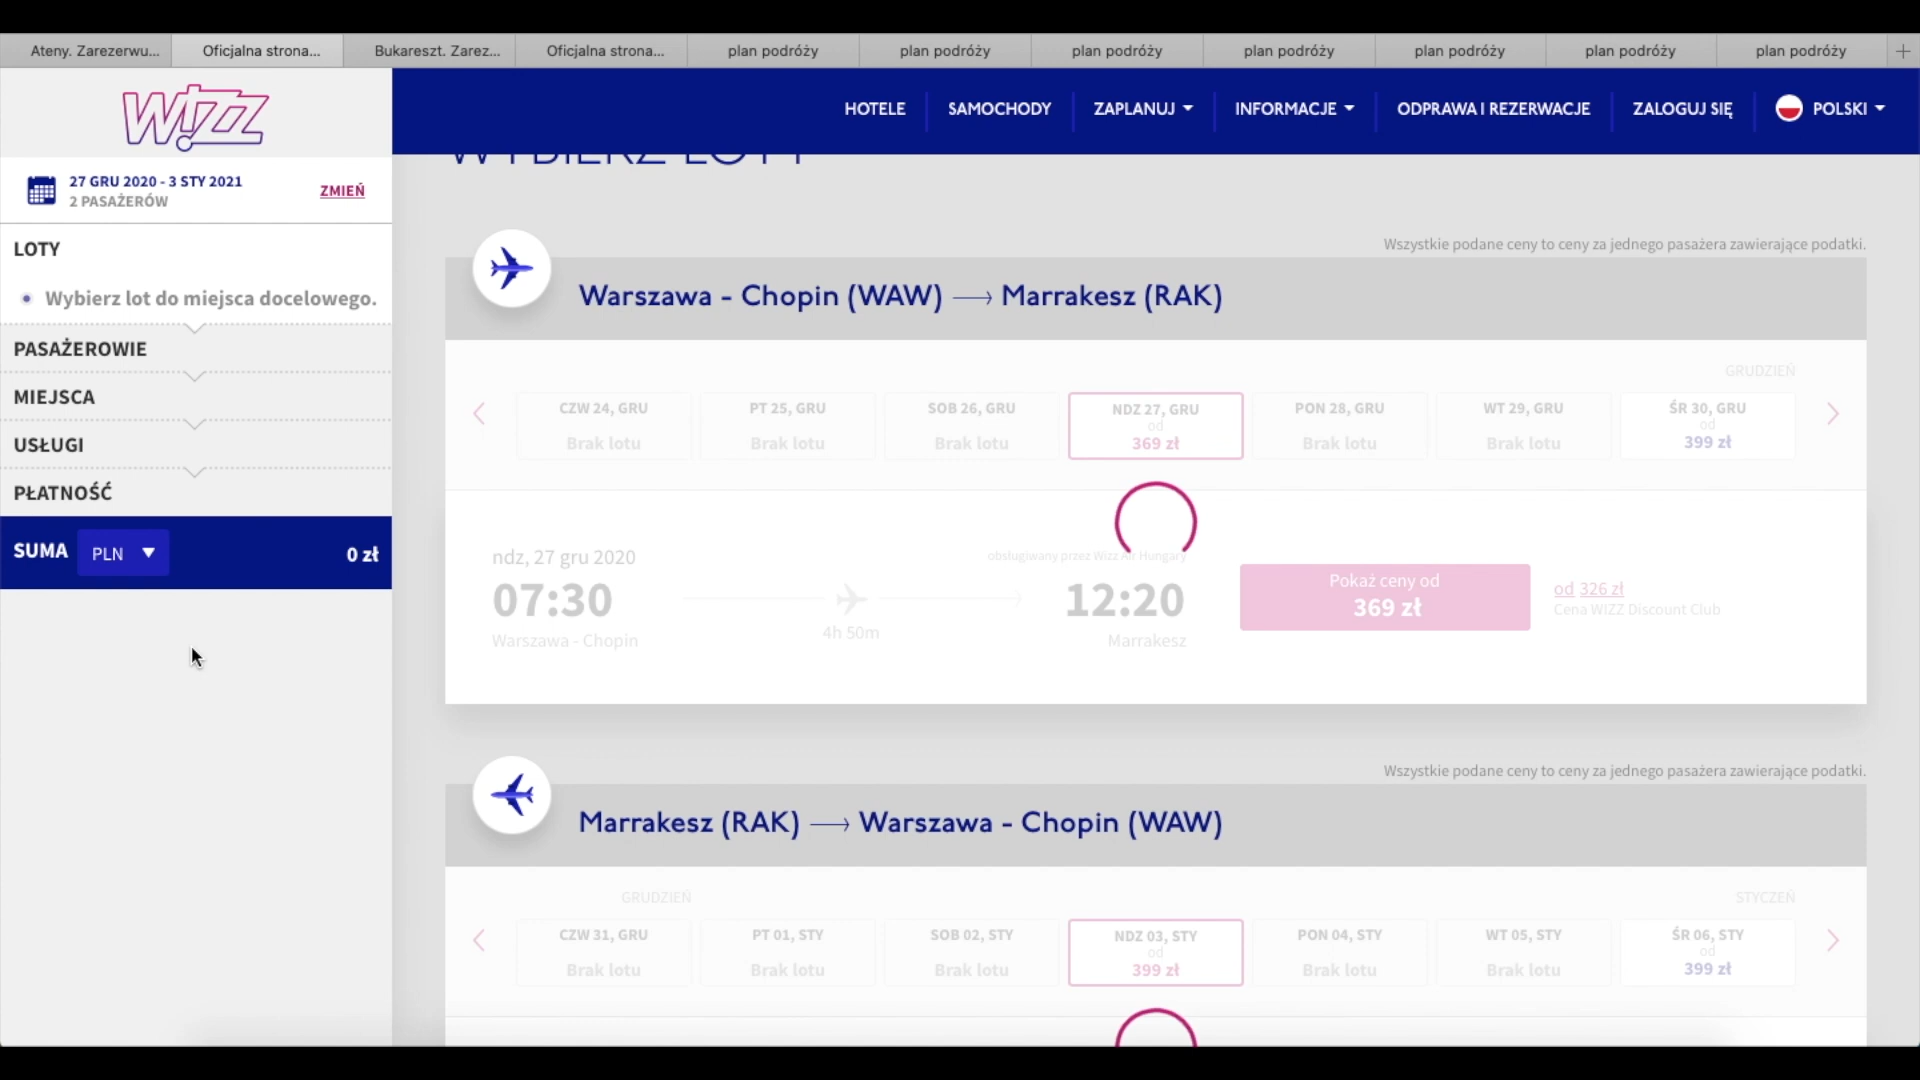 Ateny. Zarezerwu...
Oficjalna strona...
Bukareszt. Zarez...
Oficjalna strona...
plan podróży
plan podróży
plan podróży
plan podróży
plan podróży
plan podróży
plan podróży
WIZZ
HOTELE
SAMOCHODY
ZAPLANUJ
INFORMACJE
ODPRAWA I REZERWACJE
ZALOGUJ SIĘ
POLSKI
27 GRU 2020 - 3 STY 2021
2 PASAŻERÓW
ZMIEŃ
LOTY
Wybierz lot do miejsca docelowego.
PASAŻEROWIE
MIEJSCA
USŁUGI
PŁATNOŚĆ
SUMA PLN 0 zł
WYBIERZ LOTY
Wszystkie podane ceny to ceny za jednego pasażera zawierające podatki.
Warszawa - Chopin (WAW) → Marrakesz (RAK)
GRUDZIEŃ
CZW 24, GRU
Brak lotu
PT 25, GRU
Brak lotu
SOB 26, GRU
Brak lotu
NDZ 27, GRU
od
369 zł
PON 28, GRU
Brak lotu
WT 29, GRU
Brak lotu
ŚR 30, GRU
od
399 zł
ndz, 27 gru 2020
obsługiwany przez Wizz Air Hungary
07:30
12:20
4h 50m
Warszawa - Chopin
Marrakesz
Pokaż ceny od
369 zł
od 326 zł
Cena WIZZ Discount Club
Wszystkie podane ceny to ceny za jednego pasażera zawierające podatki.
Marrakesz (RAK) → Warszawa - Chopin (WAW)
GRUDZIEŃ
STYCZEŃ
CZW 31, GRU
Brak lotu
PT 01, STY
Brak lotu
SOB 02, STY
Brak lotu
NDZ 03, STY
od
399 zł
PON 04, STY
Brak lotu
WT 05, STY
Brak lotu
ŚR 06, STY
od
399 zł